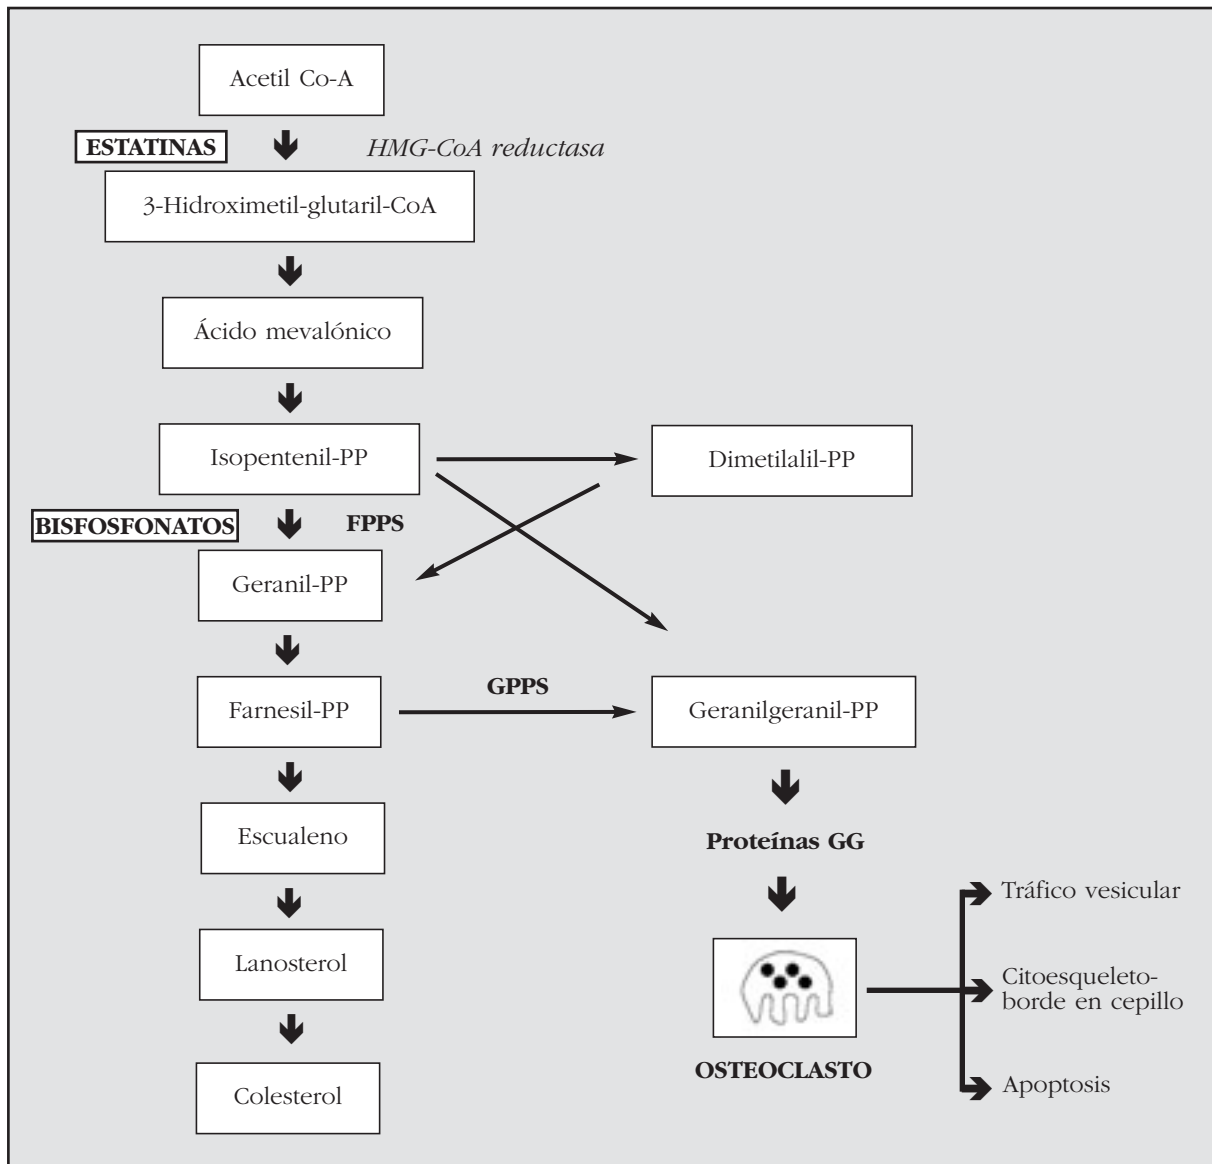 Acetil Co-A
ESTATINAS
HMG-CoA reductasa
3-Hidroximetil-glutaril-CoA
Ácido mevalónico
Isopentenil-PP
Dimetilalil-PP
BISFOSFONATOS
FPPS
Geranil-PP
Farnesil-PP
GPPS
Geranilgeranil-PP
Escualeno
Proteínas GG
Lanosterol
Colesterol
OSTEOCLASTO
Tráfico vesicular
Citoesqueleto-
borde en cepillo
Apoptosis